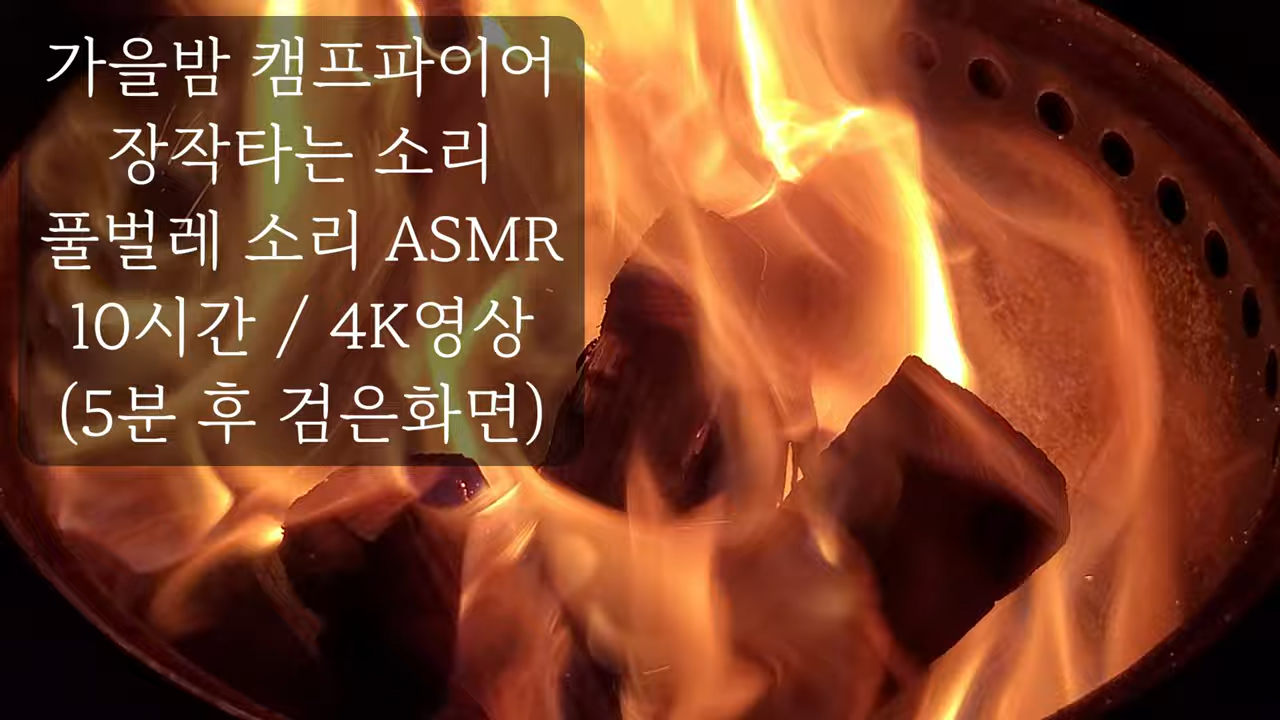 가을밤 캠프파이어
장작타는 소리
풀벌레 소리 ASMR
10시간 / 4K영상
(5분 후 검은화면)